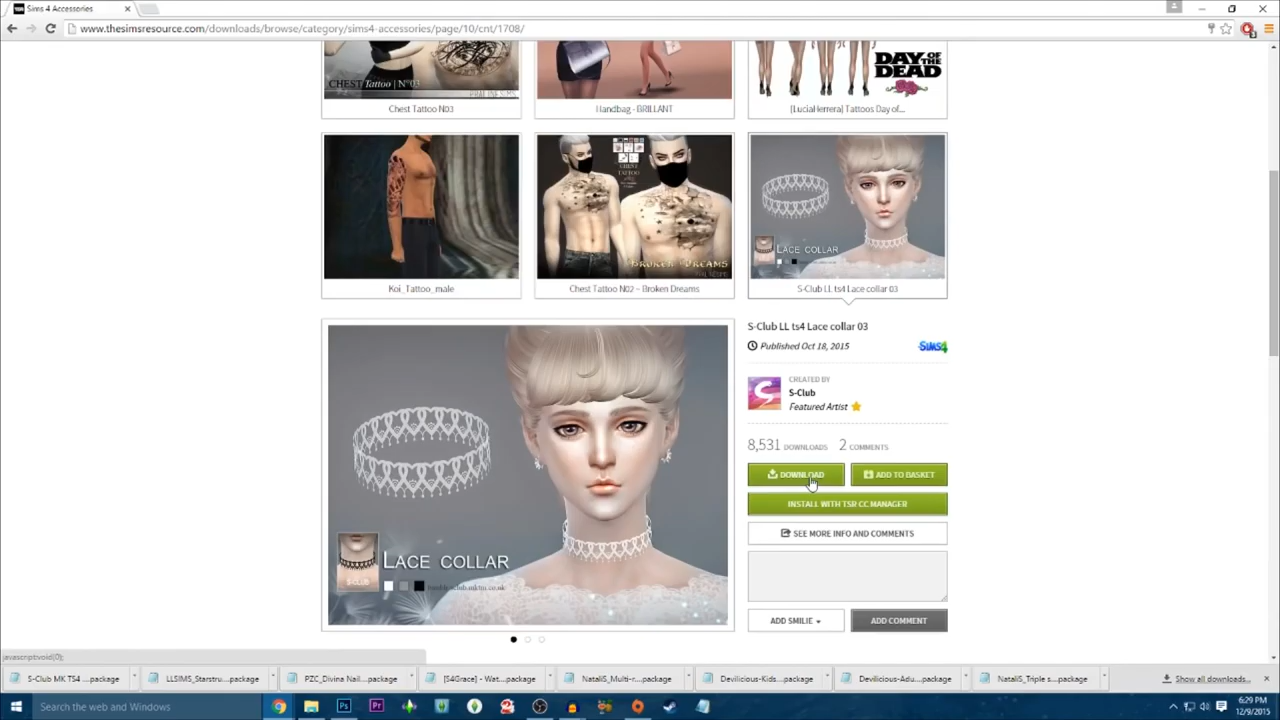 Sims 4 Accessories
www.thesimsresource.com/downloads/browse/category/sims4-accessories/page/10/cnt/1708/
CHEST Tattoo | N°03
DAY OF THE DEAD
Chest Tattoo N03
Handbag - BRILLANT
[LuciaHerrera] Tattoos Day of...
CHEST
TATTOO
BROKEN DREAMS
LACE COLLAR
Koi_Tattoo_male
Chest Tattoo N02 – Broken Dreams
S-Club LL ts4 Lace collar 03
S-Club LL ts4 Lace collar 03
Published Oct 18, 2015
SIMS4
CREATED BY
S-Club
Featured Artist
8,531 DOWNLOADS 2 COMMENTS
DOWNLOAD
ADD TO BASKET
INSTALL WITH TSR CC MANAGER
SEE MORE INFO AND COMMENTS
ADD SMILIE
ADD COMMENT
S-CLUB
LACE COLLAR
javascript:void(0);
S-Club MK TS4 ....package
LLSIMS_Starstru....package
PZC_Divina Nail....package
[S4Grace] - Wat....package
NataliS_Multi-r....package
Devilicious-Kids....package
Devilicious-Adu....package
NataliS_Triple s....package
Show all downloads...
Search the web and Windows
6:29 PM
12/9/2015